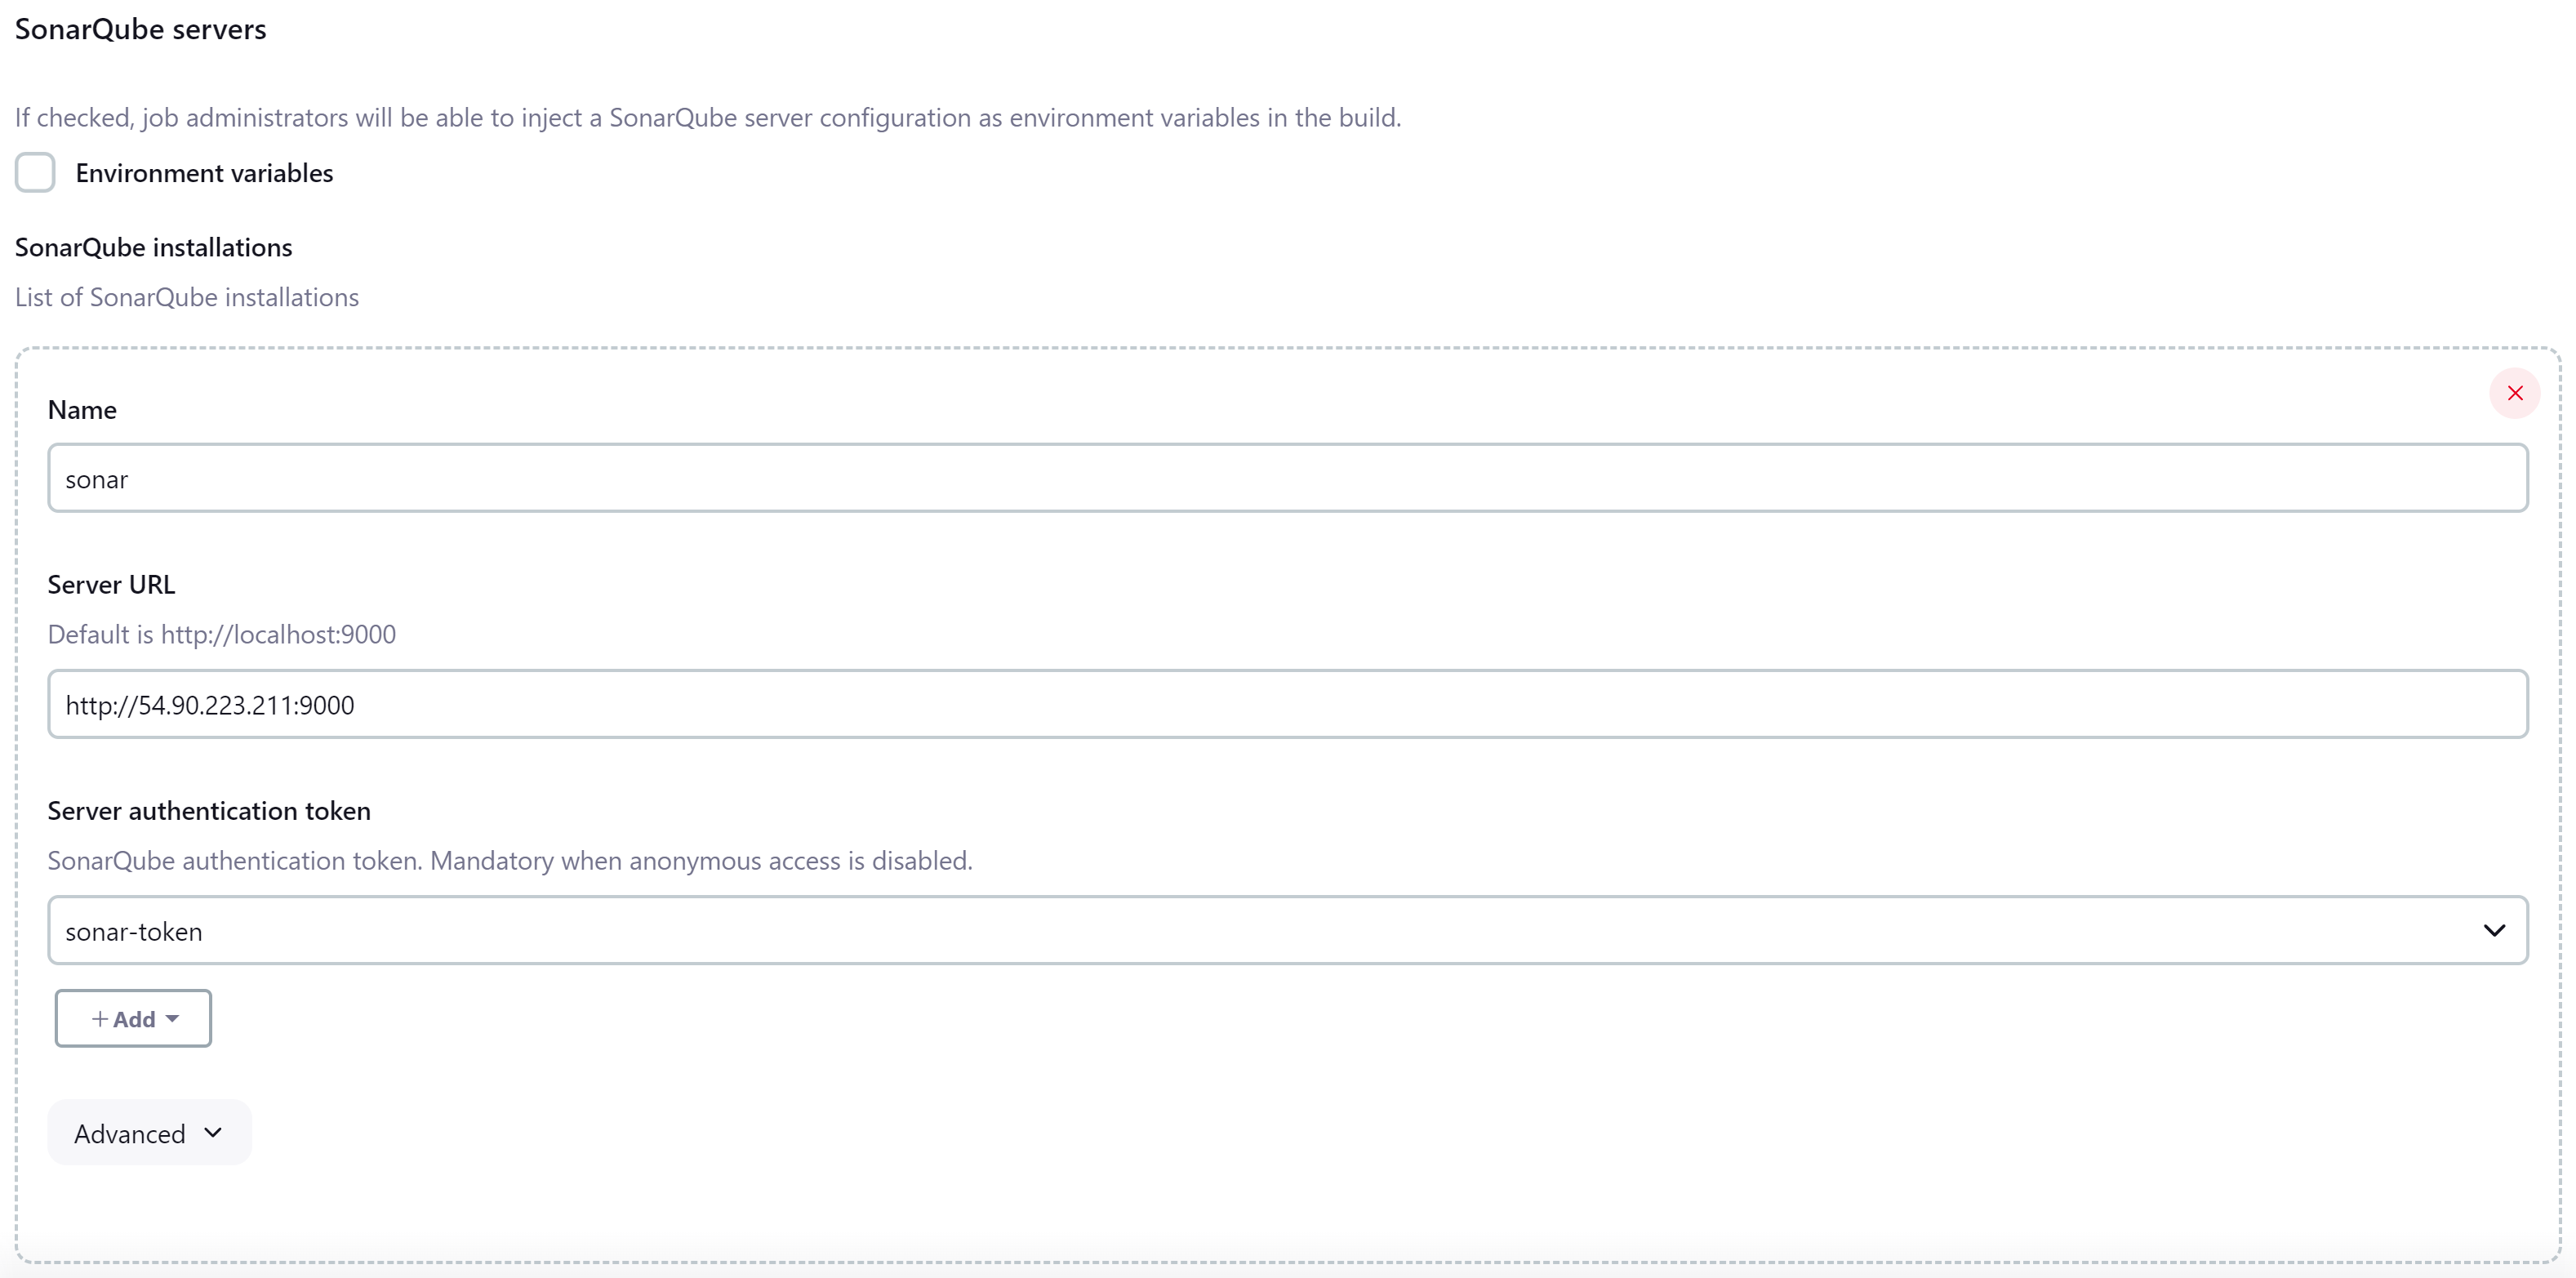 SonarQube servers
If checked, job administrators will be able to inject a SonarQube server configuration as environment variables in the build.
Environment variables
SonarQube installations
List of SonarQube installations
Name
sonar
Server URL
Default is http://localhost:9000
http://54.90.223.211:9000
Server authentication token
SonarQube authentication token. Mandatory when anonymous access is disabled.
sonar-token
+ Add
Advanced